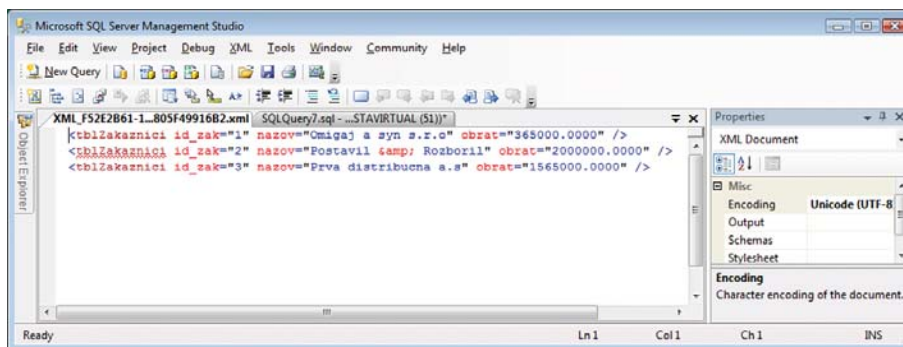 Microsoft SQL Server Management Studio
File Edit View Project Debug XML Tools Window Community Help
New Query
XML_F52E2B61-1...805F49916B2.xml SQLQuery7.sql - ...STAVIRTUAL (51))*
Properties
Object Explorer
<tblZakaznici id_zak="1" nazov="Omigaj a syn s.r.o" obrat="365000.0000" />
<tblZakaznici id_zak="2" nazov="Postavil &amp; Rozboril" obrat="2000000.0000" />
<tblZakaznici id_zak="3" nazov="Prva distribucna a.s" obrat="1565000.0000" />
XML Document
Misc
Encoding Unicode (UTF-8
Output
Schemas
Stylesheet
Encoding
Character encoding of the document.
Ready Ln 1 Col 1 Ch 1 INS